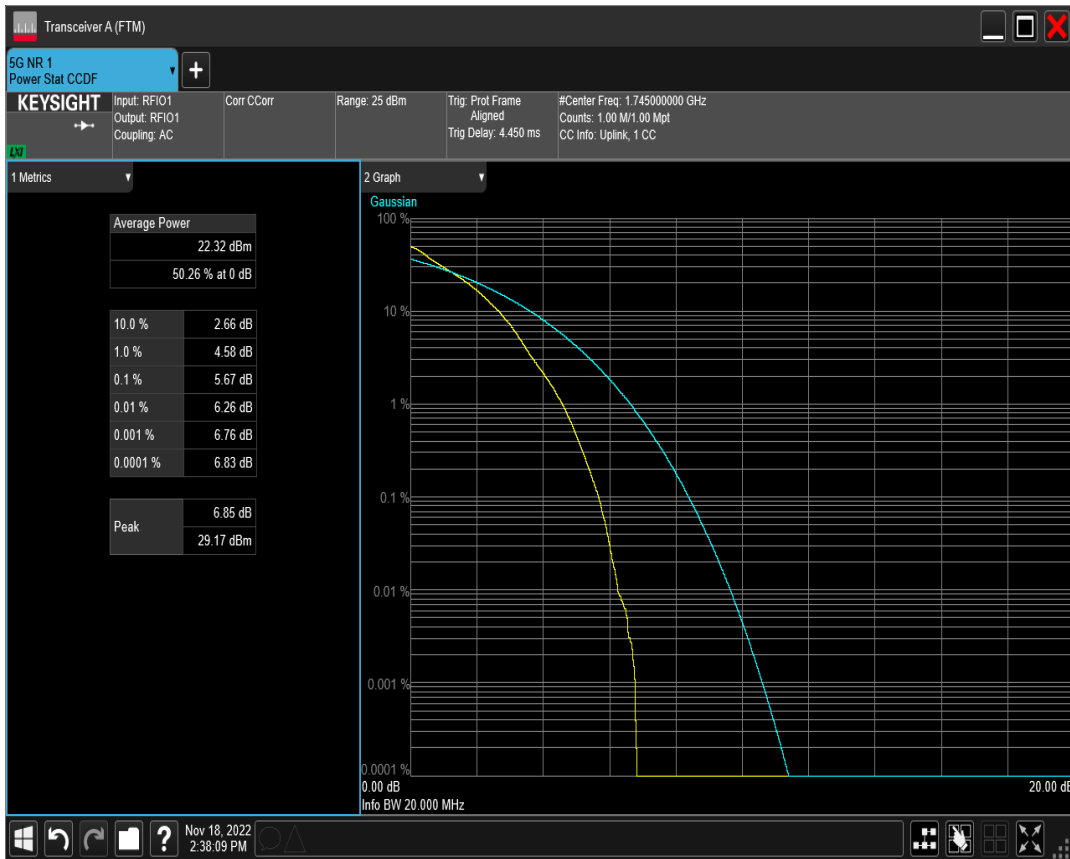 Transceiver A (FTM)
5G NR 1
Power Stat CCDF
+
KEYSIGHT
LXI
Input: RFIO1
Output: RFIO1
Coupling: AC
Corr CCorr
Range: 25 dBm
Trig: Prot Frame
Aligned
Trig Delay: 4.450 ms
#Center Freq: 1.745000000 GHz
Counts: 1.00 M/1.00 Mpt
CC Info: Uplink, 1 CC
1 Metrics
Average Power
22.32 dBm
50.26 % at 0 dB
10.0 % 2.66 dB
1.0 % 4.58 dB
0.1 % 5.67 dB
0.01 % 6.26 dB
0.001 % 6.76 dB
0.0001 % 6.83 dB
Peak 6.85 dB
29.17 dBm
2 Graph
Gaussian
100 %
10 %
1 %
0.1 %
0.01 %
0.001 %
0.0001 %
0.00 dB 20.00 dB
Info BW 20.000 MHz
?
Nov 18, 2022
2:38:09 PM